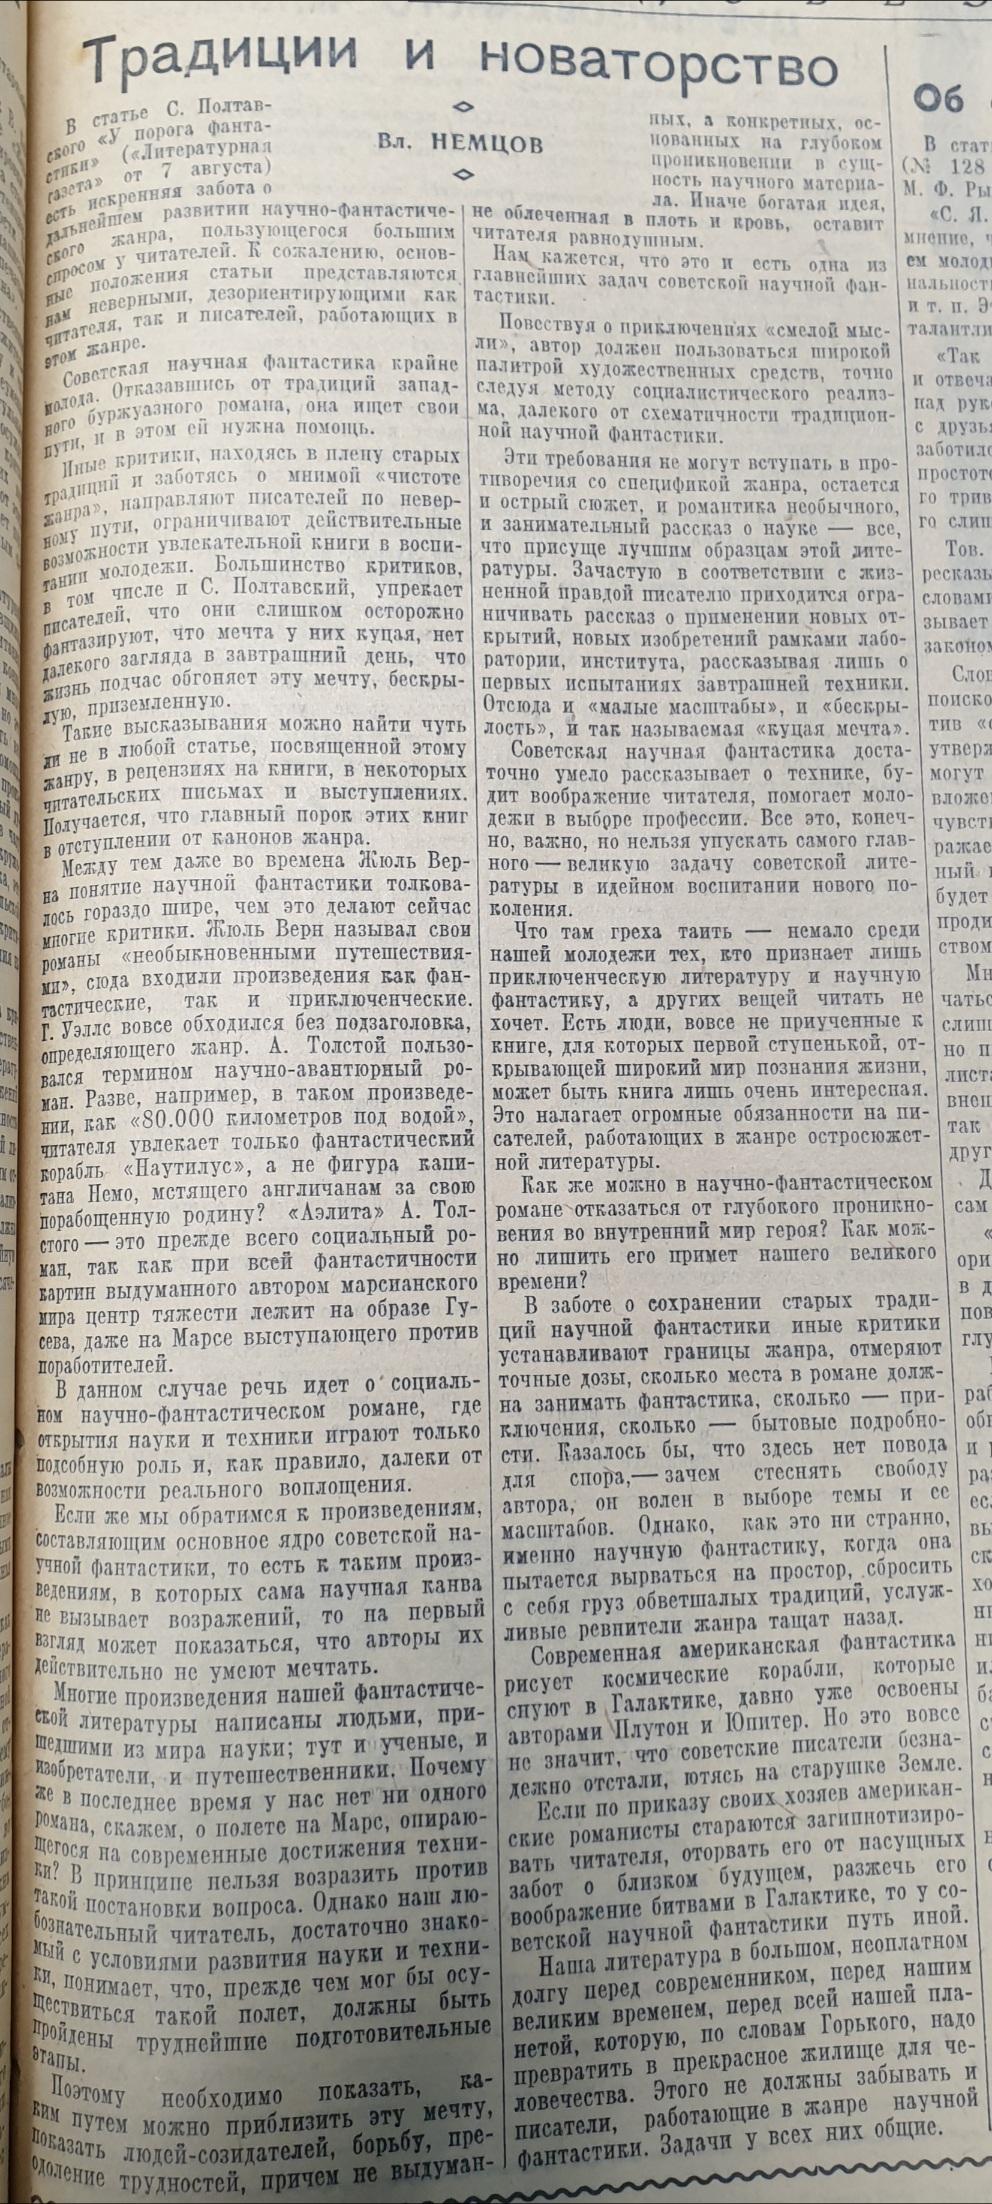 Традиции и новаторство
Вл. НЕМЦОВ
В статье С. Полтав-
ского «У порога фанта-
стики» («Литературная
газета» от 7 августа)
есть искренняя забота о
дальнейшем развитии научно-фантастиче-
ского жанра, пользующегося большим
спросом у читателей. К сожалению, основ-
ные положения статьи представляются
нам неверными, дезориентирующими как
читателя, так и писателей, работающих в
этом жанре.
Советская научная фантастика крайне
молода. Отказавшись от традиций запад-
ного буржуазного романа, она ищет свои
пути, и в этом ей нужна помощь.
Иные критики, находясь в плену старых
традиций и заботясь о мнимой «чистоте
жанра», направляют писателей по невер-
ному пути, ограничивают действительные
возможности увлекательной книги в воспи-
тании молодежи. Большинство критиков,
в том числе и С. Полтавский, упрекает
писателей, что они слишком осторожно
фантазируют, что мечта у них куцая, нет
далекого загляда в завтрашний день, что
жизнь подчас обгоняет эту мечту, бескры-
лую, приземленную.
Такие высказывания можно найти чуть
ли не в любой статье, посвященной этому
жанру, в рецензиях на книги, в некоторых
читательских письмах и выступлениях.
Получается, что главный порок этих книг
в отступлении от канонов жанра.
Между тем даже во времена Жюль Вер-
на понятие научной фантастики толкова-
лось гораздо шире, чем это делают сейчас
многие критики. Жюль Верн называл свои
романы «необыкновенными путешествия-
ми», сюда входили произведения как фан-
тастические, так и приключенческие.
Г. Уэллс вовсе обходился без подзаголовка,
определяющего жанр. А. Толстой пользо-
вался термином научно-авантюрный ро-
ман. Разве, например, в таком произведе-
нии, как «80.000 километров под водой»,
читателя увлекает только фантастический
корабль «Наутилус», а не фигура капи-
тана Немо, мстящего англичанам за свою
порабощенную родину? «Аэлита» А. Тол-
стого — это прежде всего социальный ро-
ман, так как при всей фантастичности
картин выдуманного автором марсианского
мира центр тяжести лежит на образе Гу-
сева, даже на Марсе выступающего против
поработителей.
В данном случае речь идет о социаль-
ном научно-фантастическом романе, где
открытия науки и техники играют только
подсобную роль и, как правило, далеки от
возможности реального воплощения.
Если же мы обратимся к произведениям,
составляющим основное ядро советской на-
учной фантастики, то есть к таким произ-
ведениям, в которых сама научная канва
не вызывает возражений, то на первый
взгляд может показаться, что авторы их
действительно не умеют мечтать.
Многие произведения нашей фантастиче-
ской литературы написаны людьми, при-
шедшими из мира науки; тут и ученые, и
изобретатели, и путешественники. Почему
же в последнее время у нас нет ни одного
романа, скажем, о полете на Марс, опираю-
щегося на современные достижения техни-
ки? В принципе нельзя возразить против
такой постановки вопроса. Однако наш лю-
бознательный читатель, достаточно знако-
мый с условиями развития науки и техни-
ки, понимает, что, прежде чем мог бы осу-
ществиться такой полет, должны быть
пройдены труднейшие подготовительные
этапы.
Поэтому необходимо показать, ка-
ким путем можно приблизить эту мечту,
показать людей-созидателей, борьбу, пре-
одоление трудностей, причем не выдуман-
ных, а конкретных, ос-
нованных на глубоком
проникновении в сущ-
ность научного материа-
ла. Иначе богатая идея,
не облеченная в плоть и кровь, оставит
читателя равнодушным.
Нам кажется, что это и есть одна из
главнейших задач советской научной фан-
тастики.
Повествуя о приключениях «смелой мыс-
ли», автор должен пользоваться широкой
палитрой художественных средств, точно
следуя методу социалистического реализ-
ма, далекого от схематичности традицион-
ной научной фантастики.
Эти требования не могут вступать в про-
тиворечия со спецификой жанра, остается
и острый сюжет, и романтика необычного,
и занимательный рассказ о науке — все,
что присуще лучшим образцам этой лите-
ратуры. Зачастую в соответствии с жиз-
ненной правдой писателю приходится огра-
ничивать рассказ о применении новых от-
крытий, новых изобретений рамками лабо-
ратории, института, рассказывая лишь о
первых испытаниях завтрашней техники.
Отсюда и «малые масштабы», и «бескры-
лость», и так называемая «куцая мечта».
Советская научная фантастика доста-
точно умело рассказывает о технике, бу-
дит воображение читателя, помогает моло-
дежи в выборе профессии. Все это, конеч-
но, важно, но нельзя упускать самого глав-
ного — великую задачу советской лите-
ратуры в идейном воспитании нового по-
коления.
Что там греха таить — немало среди
нашей молодежи тех, кто признает лишь
приключенческую литературу и научную
фантастику, а других вещей читать не
хочет. Есть люди, вовсе не приученные к
книге, для которых первой ступенькой, от-
крывающей широкий мир познания жизни,
может быть книга лишь очень интересная.
Это налагает огромные обязанности на пи-
сателей, работающих в жанре остросюжет-
ной литературы.
Как же можно в научно-фантастическом
романе отказаться от глубокого проникно-
вения во внутренний мир героя? Как мож-
но лишить его примет нашего великого
времени?
В заботе о сохранении старых тради-
ций научной фантастики иные критики
устанавливают границы жанра, отмеряют
точные дозы, сколько места в романе долж-
на занимать фантастика, сколько — при-
ключения, сколько — бытовые подробно-
сти. Казалось бы, что здесь нет повода
для спора,— зачем стеснять свободу
автора, он волен в выборе темы и ее
масштабов. Однако, как это ни странно,
именно научную фантастику, когда она
пытается вырваться на простор, сбросить
с себя груз обветшалых традиций, услуж-
ливые ревнители жанра тащат назад.
Современная американская фантастика
рисует космические корабли, которые
снуют в Галактике, давно уже освоены
авторами Плутон и Юпитер. Но это вовсе
не значит, что советские писатели безна-
дежно отстали, ютясь на старушке Земле.
Если по приказу своих хозяев американ-
ские романисты стараются загипнотизиро-
вать читателя, оторвать его от насущных
забот о близком будущем, разжечь его
воображение битвами в Галактике, то у со-
ветской научной фантастики путь иной.
Наша литература в большом, неоплатном
долгу перед современником, перед нашим
великим временем, перед всей нашей пла-
нетой, которую, по словам Горького, надо
превратить в прекрасное жилище для че-
ловечества. Этого не должны забывать и
писатели, работающие в жанре научной
фантастики. Задачи у всех них общие.
Об
В стат
(№ 128
М. Ф. Ры
«С. Я.
мнение,
ем молод
и т. п.
«Так
и отвеча
над рук
Тов.